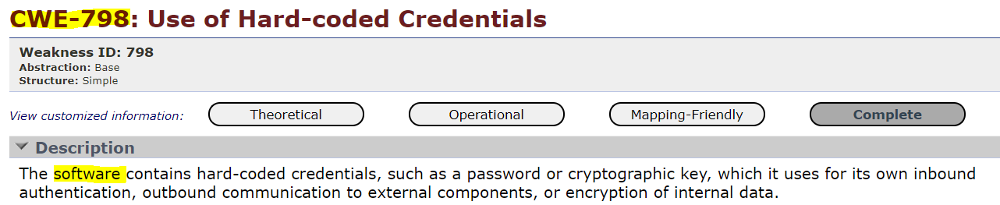 CWE-798: Use of Hard-coded Credentials
Weakness ID: 798
Abstraction: Base
Structure: Simple
View customized information: Theoretical Operational Mapping-Friendly Complete
Description
The software contains hard-coded credentials, such as a password or cryptographic key, which it uses for its own inbound
authentication, outbound communication to external components, or encryption of internal data.